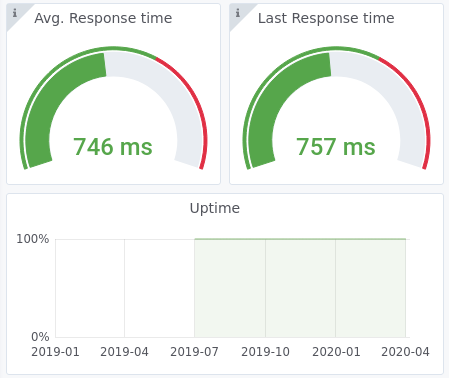 i
Avg. Response time
i
Last Response time
746 ms
757 ms
Uptime
100%
0%
2019-01 2019-04 2019-07 2019-10 2020-01 2020-04